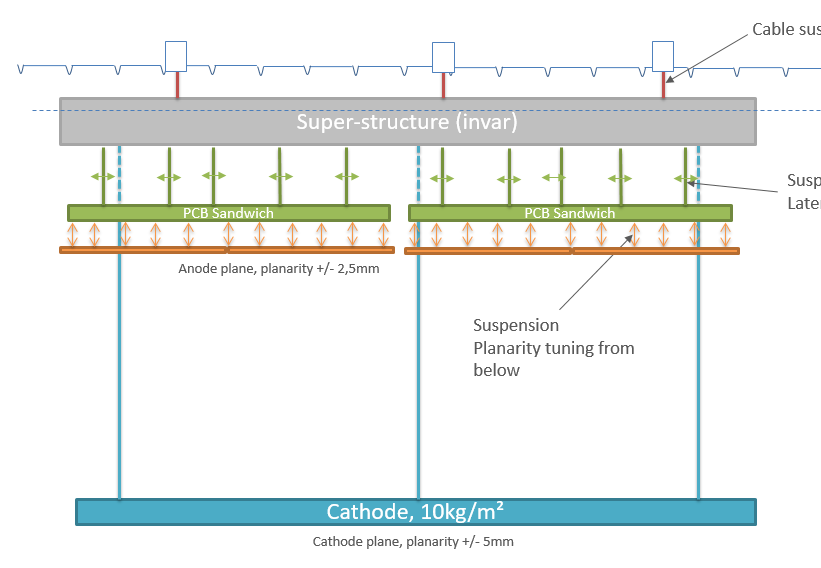 Cable sus
Super-structure (invar)
Susp
Later
PCB Sandwich
PCB Sandwich
Anode plane, planarity +/- 2,5mm
Suspension
Planarity tuning from
below
Cathode, 10kg/m²
Cathode plane, planarity +/- 5mm